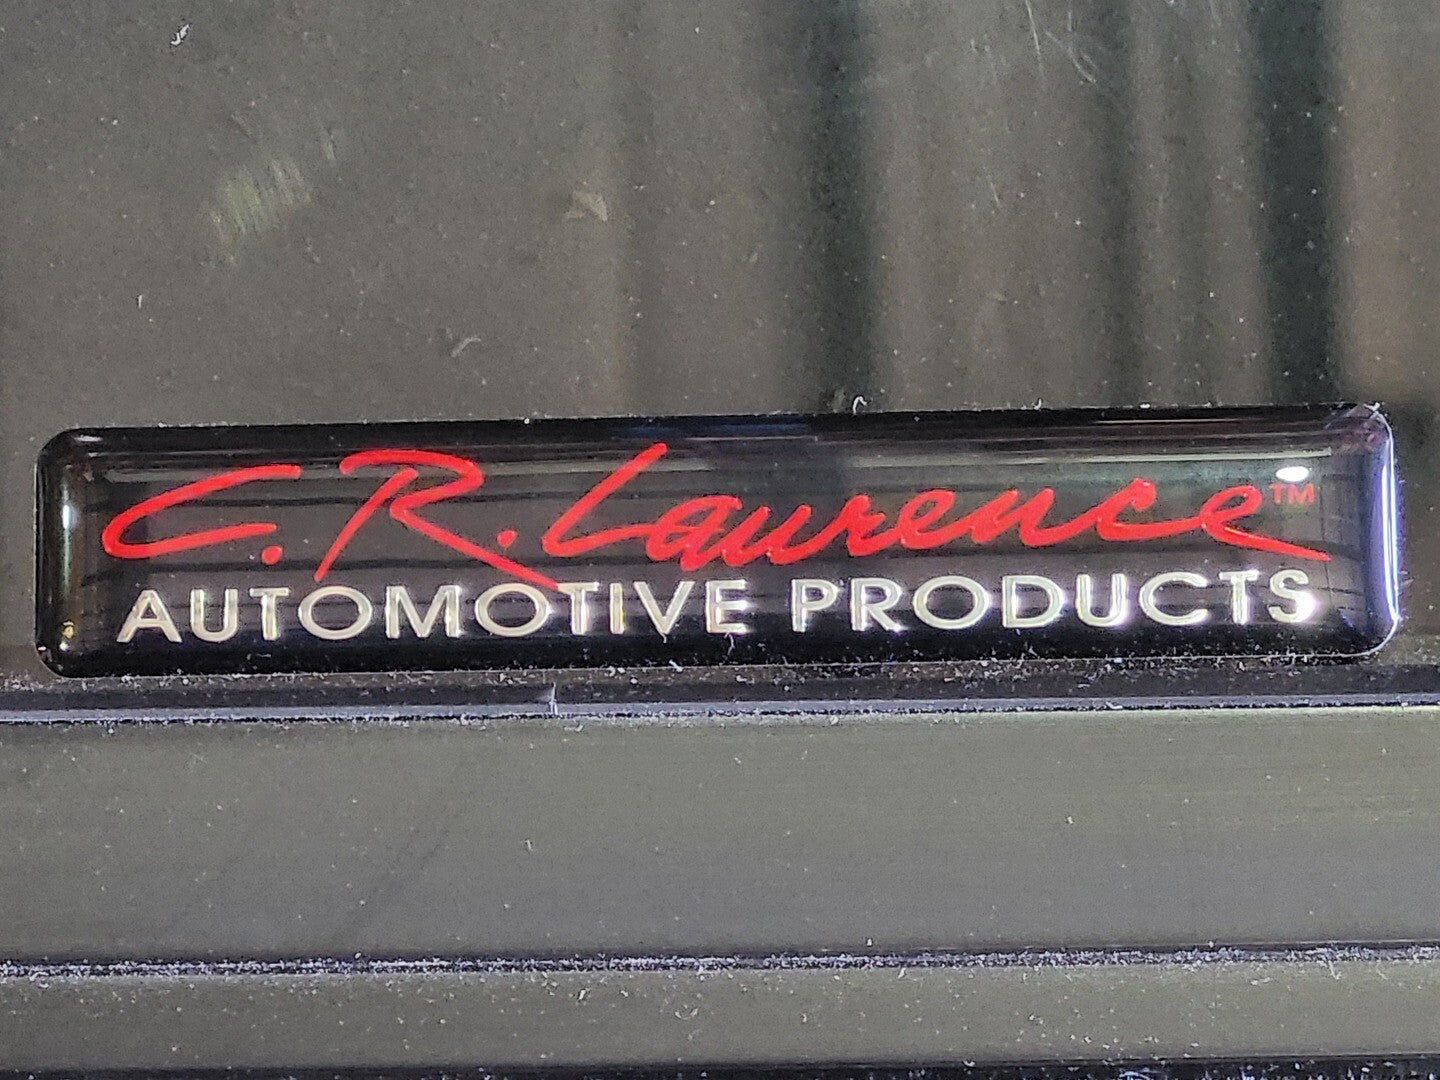 C.R. Laurence™
AUTOMOTIVE PRODUCTS